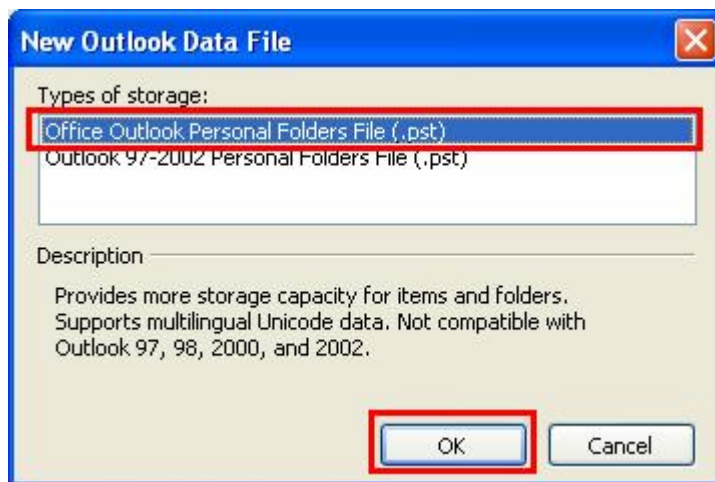 New Outlook Data File
Types of storage:
Office Outlook Personal Folders File (.pst)
Outlook 97-2002 Personal Folders File (.pst)
Description
Provides more storage capacity for items and folders.
Supports multilingual Unicode data. Not compatible with
Outlook 97, 98, 2000, and 2002.
OK
Cancel